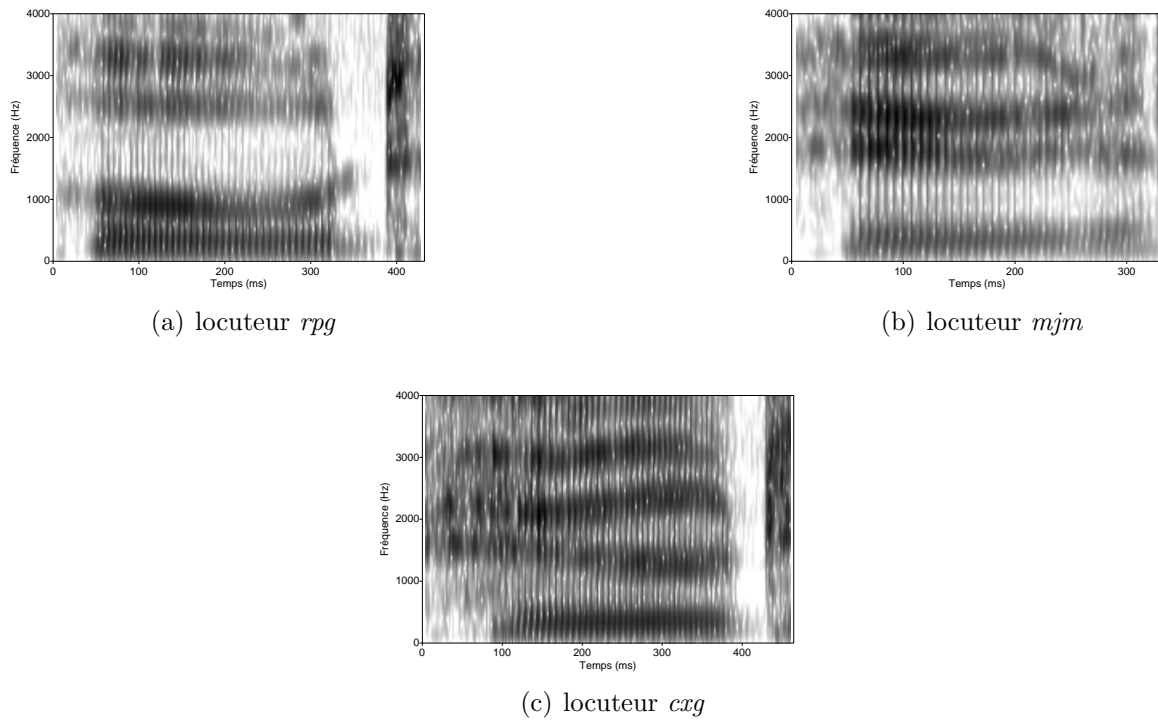 4000
3000
2000
1000
0
Fréquence (Hz)
0 100 200 300 400
Temps (ms)
(a) locuteur rpg
4000
3000
2000
1000
0
Fréquence (Hz)
0 100 200 300
Temps (ms)
(b) locuteur mjm
4000
3000
2000
1000
0
Fréquence (Hz)
0 100 200 300 400
Temps (ms)
(c) locuteur cxg